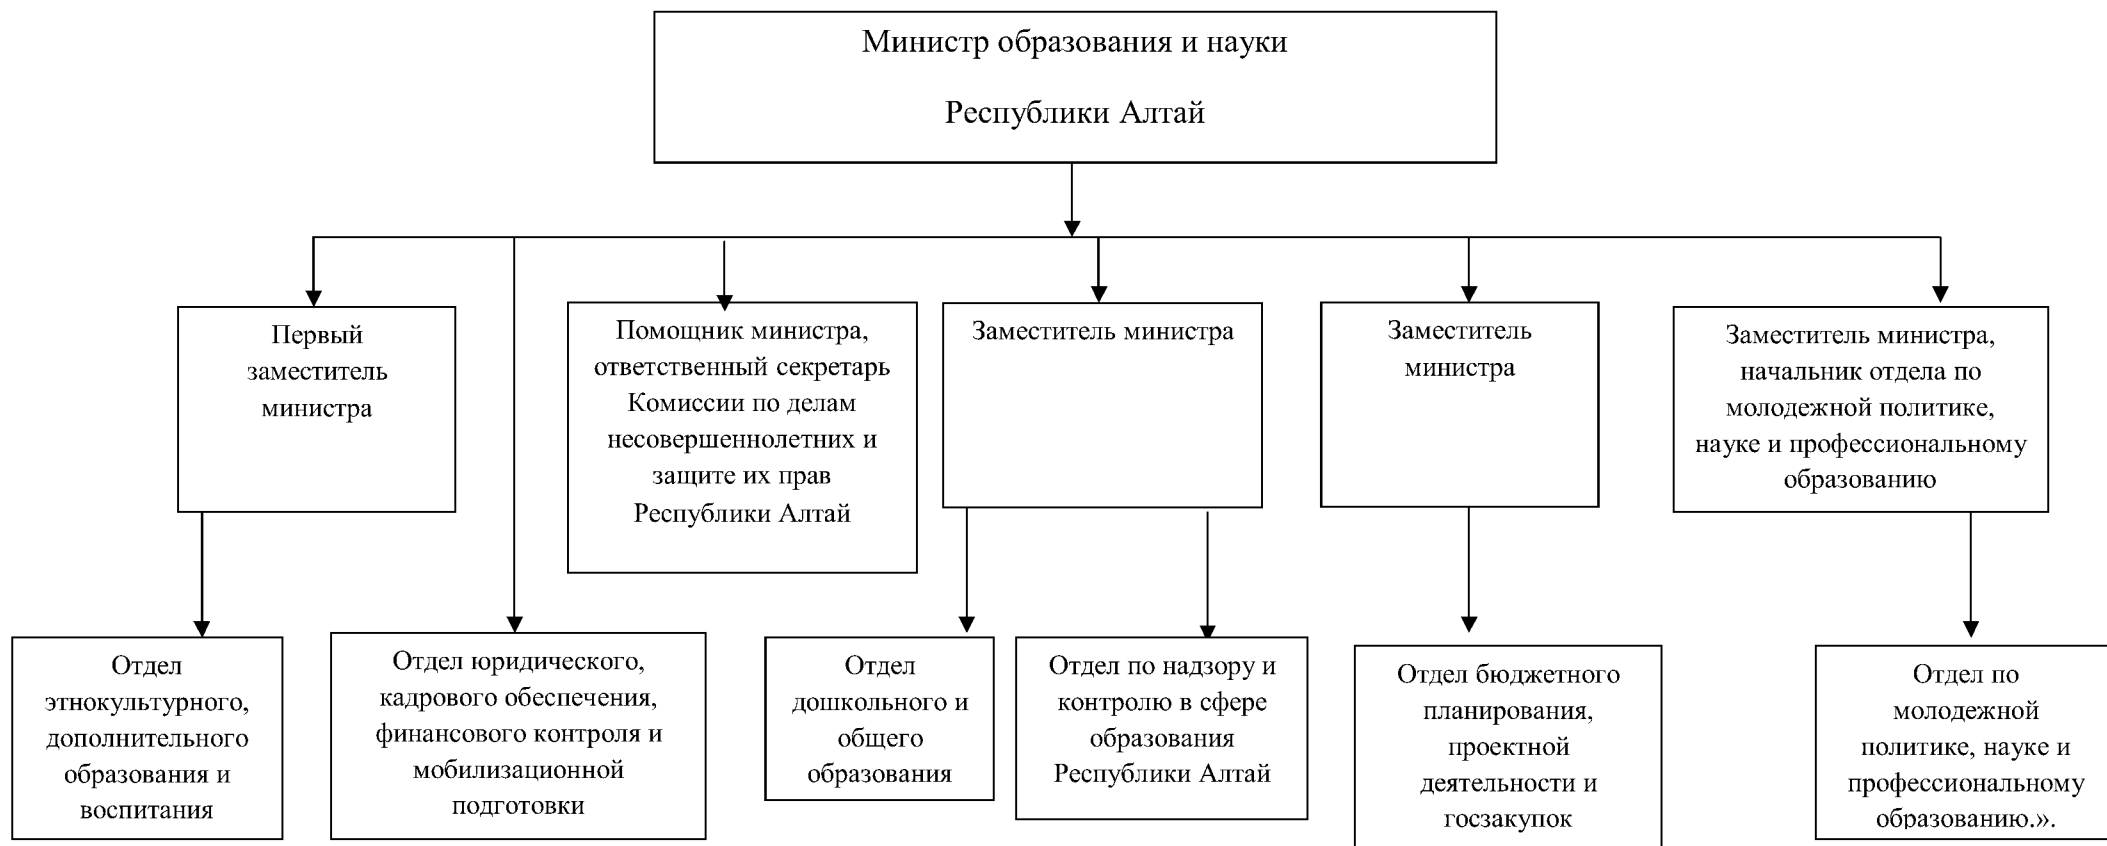 Министр образования и науки
Республики Алтай
Первый
заместитель
министра
Помощник министра,
ответственный секретарь
Комиссии по делам
несовершеннолетних и
защите их прав
Республики Алтай
Заместитель министра
Заместитель
министра
Заместитель министра,
начальник отдела по
молодежной политике,
науке и профессиональному
образованию
Отдел
этнокультурного,
дополнительного
образования и
воспитания
Отдел юридического,
кадрового обеспечения,
финансового контроля и
мобилизационной
подготовки
Отдел
дошкольного и
общего
образования
Отдел по надзору и
контролю в сфере
образования
Республики Алтай
Отдел бюджетного
планирования,
проектной
деятельности и
госзакупок
Отдел по
молодежной
политике, науке и
профессиональному
образованию.».